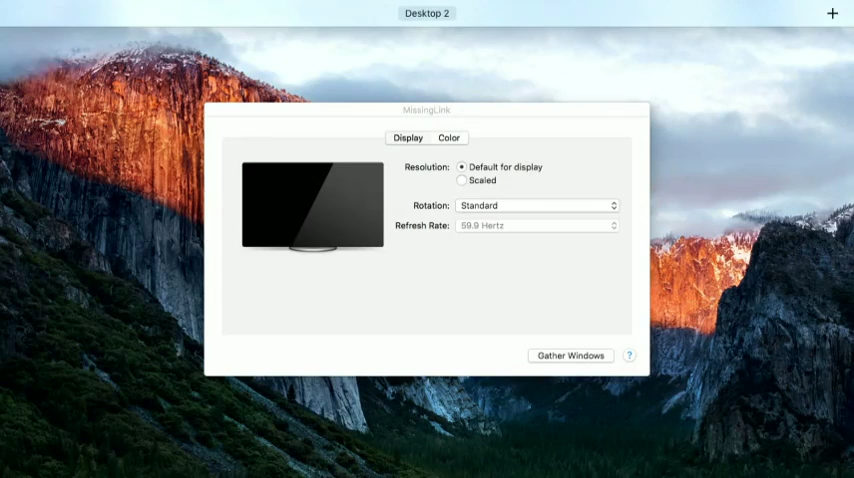 Desktop 2
+
MissingLink
Display Color
Resolution: Default for display
Scaled
Rotation: Standard
Refresh Rate: 59.9 Hertz
Gather Windows ?